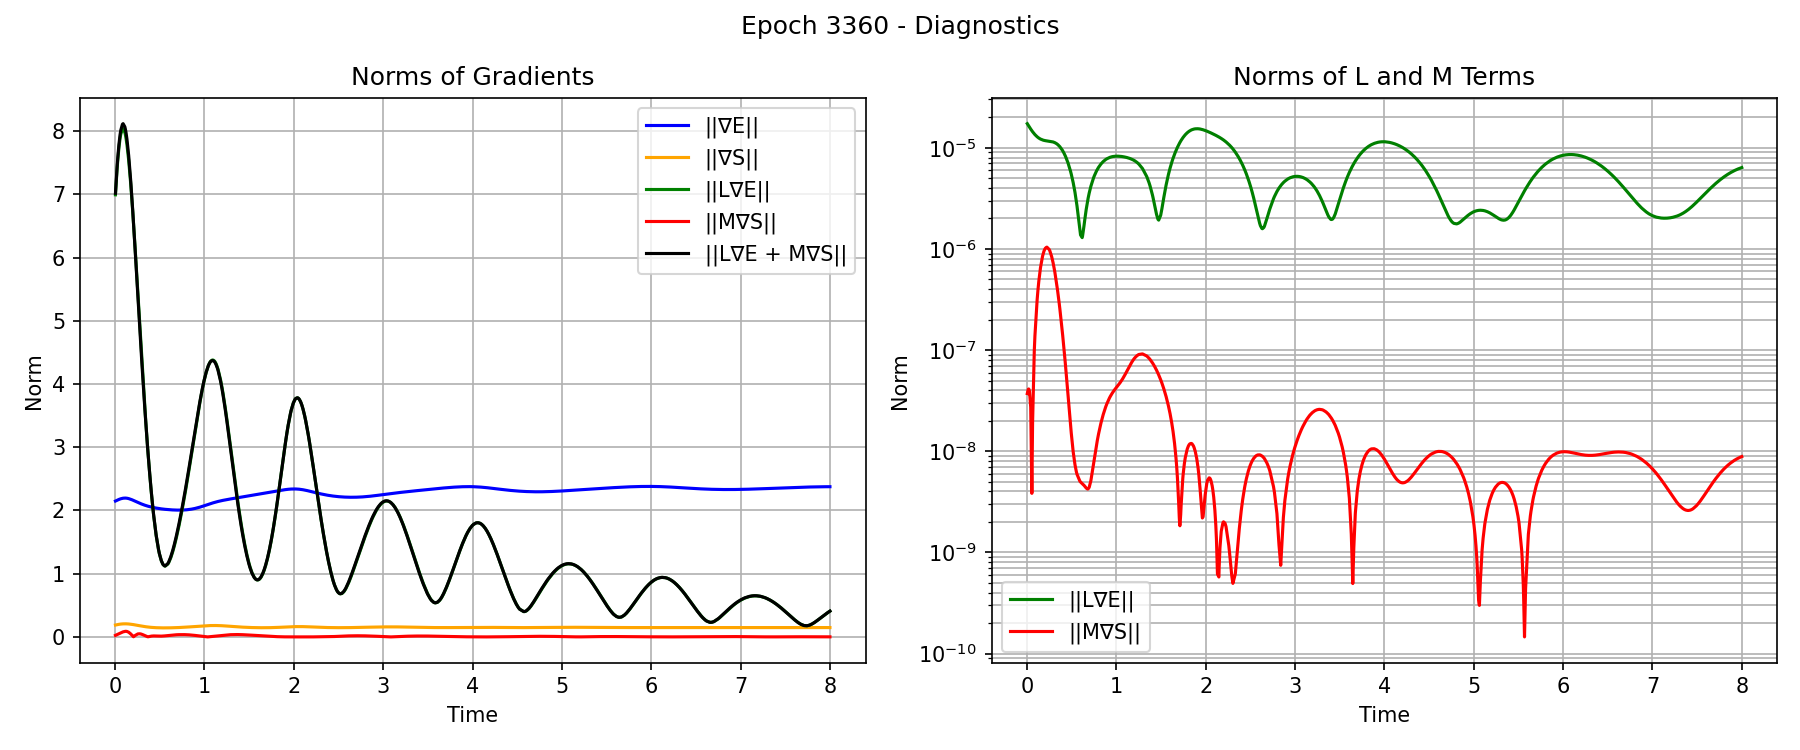 Epoch 3360 - Diagnostics
Norms of Gradients
8
7
6
5
4
3
2
1
0
Norm
0 1 2 3 4 5 6 7 8
Time
||∇E||
||∇S||
||L∇E||
||M∇S||
||L∇E + M∇S||
Norms of L and M Terms
10⁻⁵
10⁻⁶
10⁻⁷
10⁻⁸
10⁻⁹
10⁻¹⁰
Norm
||L∇E||
||M∇S||
0 1 2 3 4 5 6 7 8
Time